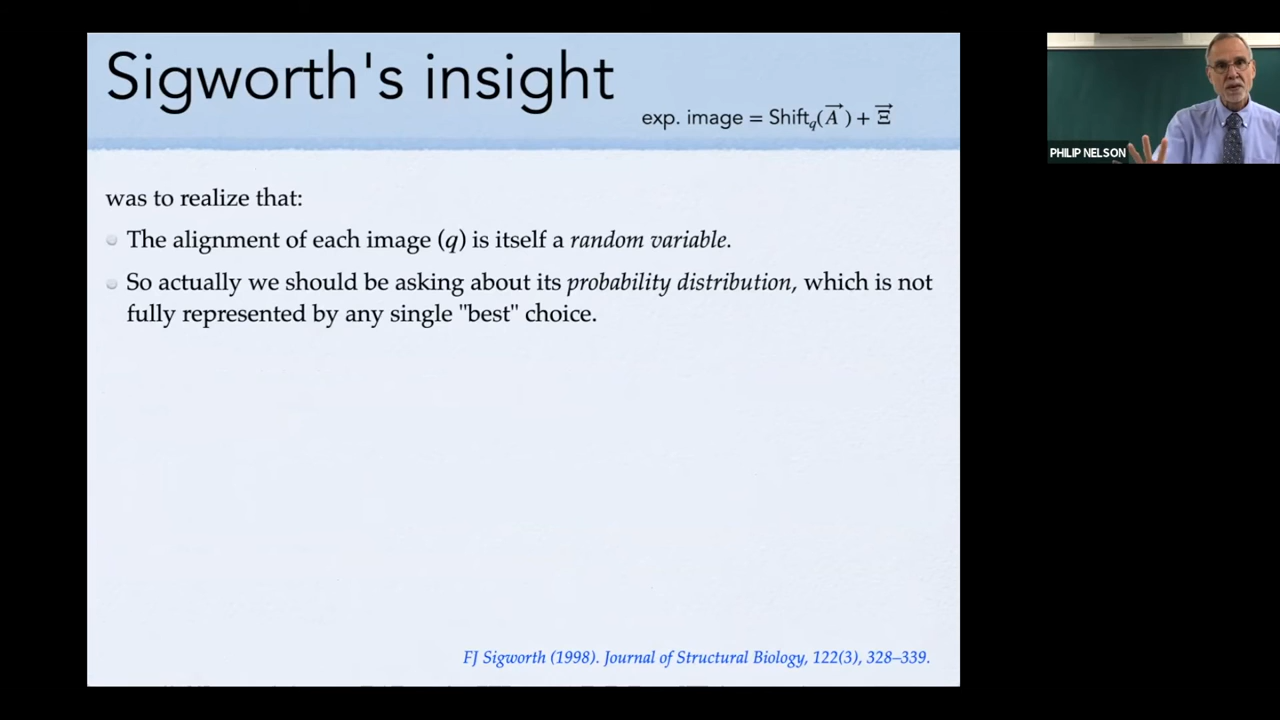 Sigworth's insight
exp. image = Shift_q(A⃗) + Ξ⃗
PHILIP NELSON
was to realize that:
The alignment of each image (q) is itself a random variable.
So actually we should be asking about its probability distribution, which is not
fully represented by any single "best" choice.
FJ Sigworth (1998). Journal of Structural Biology, 122(3), 328–339.